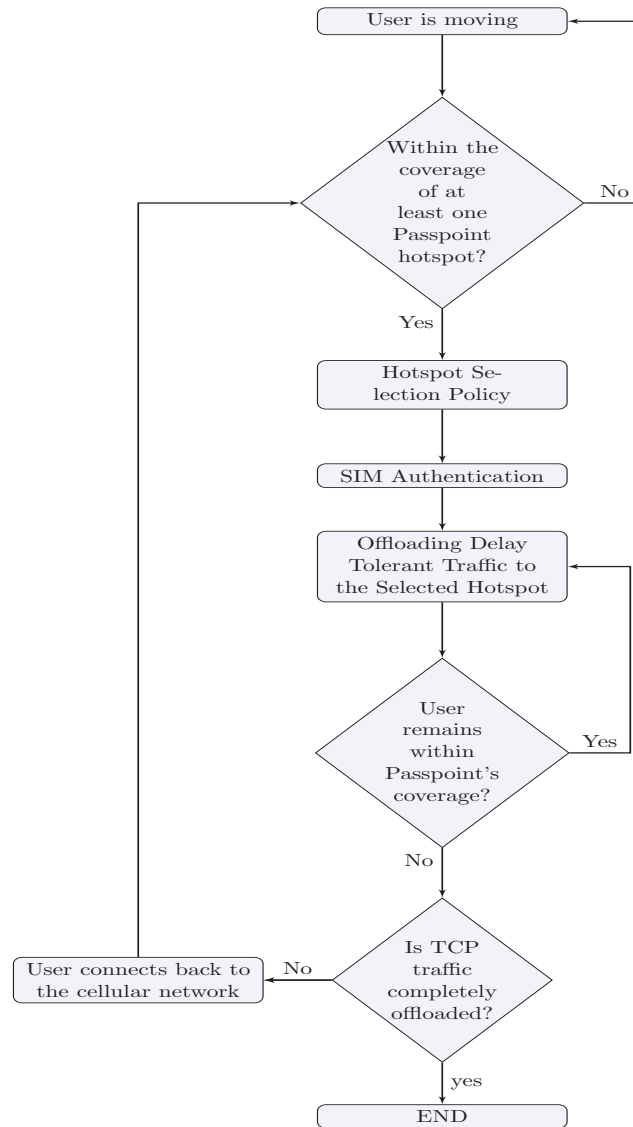 User is moving
Within the
coverage
of at
least one
Passpoint
hotspot?
No
Yes
Hotspot Se-
lection Policy
SIM Authentication
Offloading Delay
Tolerant Traffic to
the Selected Hotspot
User
remains
within
Passpoint's
coverage?
Yes
No
Is TCP
traffic
completely
offloaded?
No
User connects back to
the cellular network
yes
END